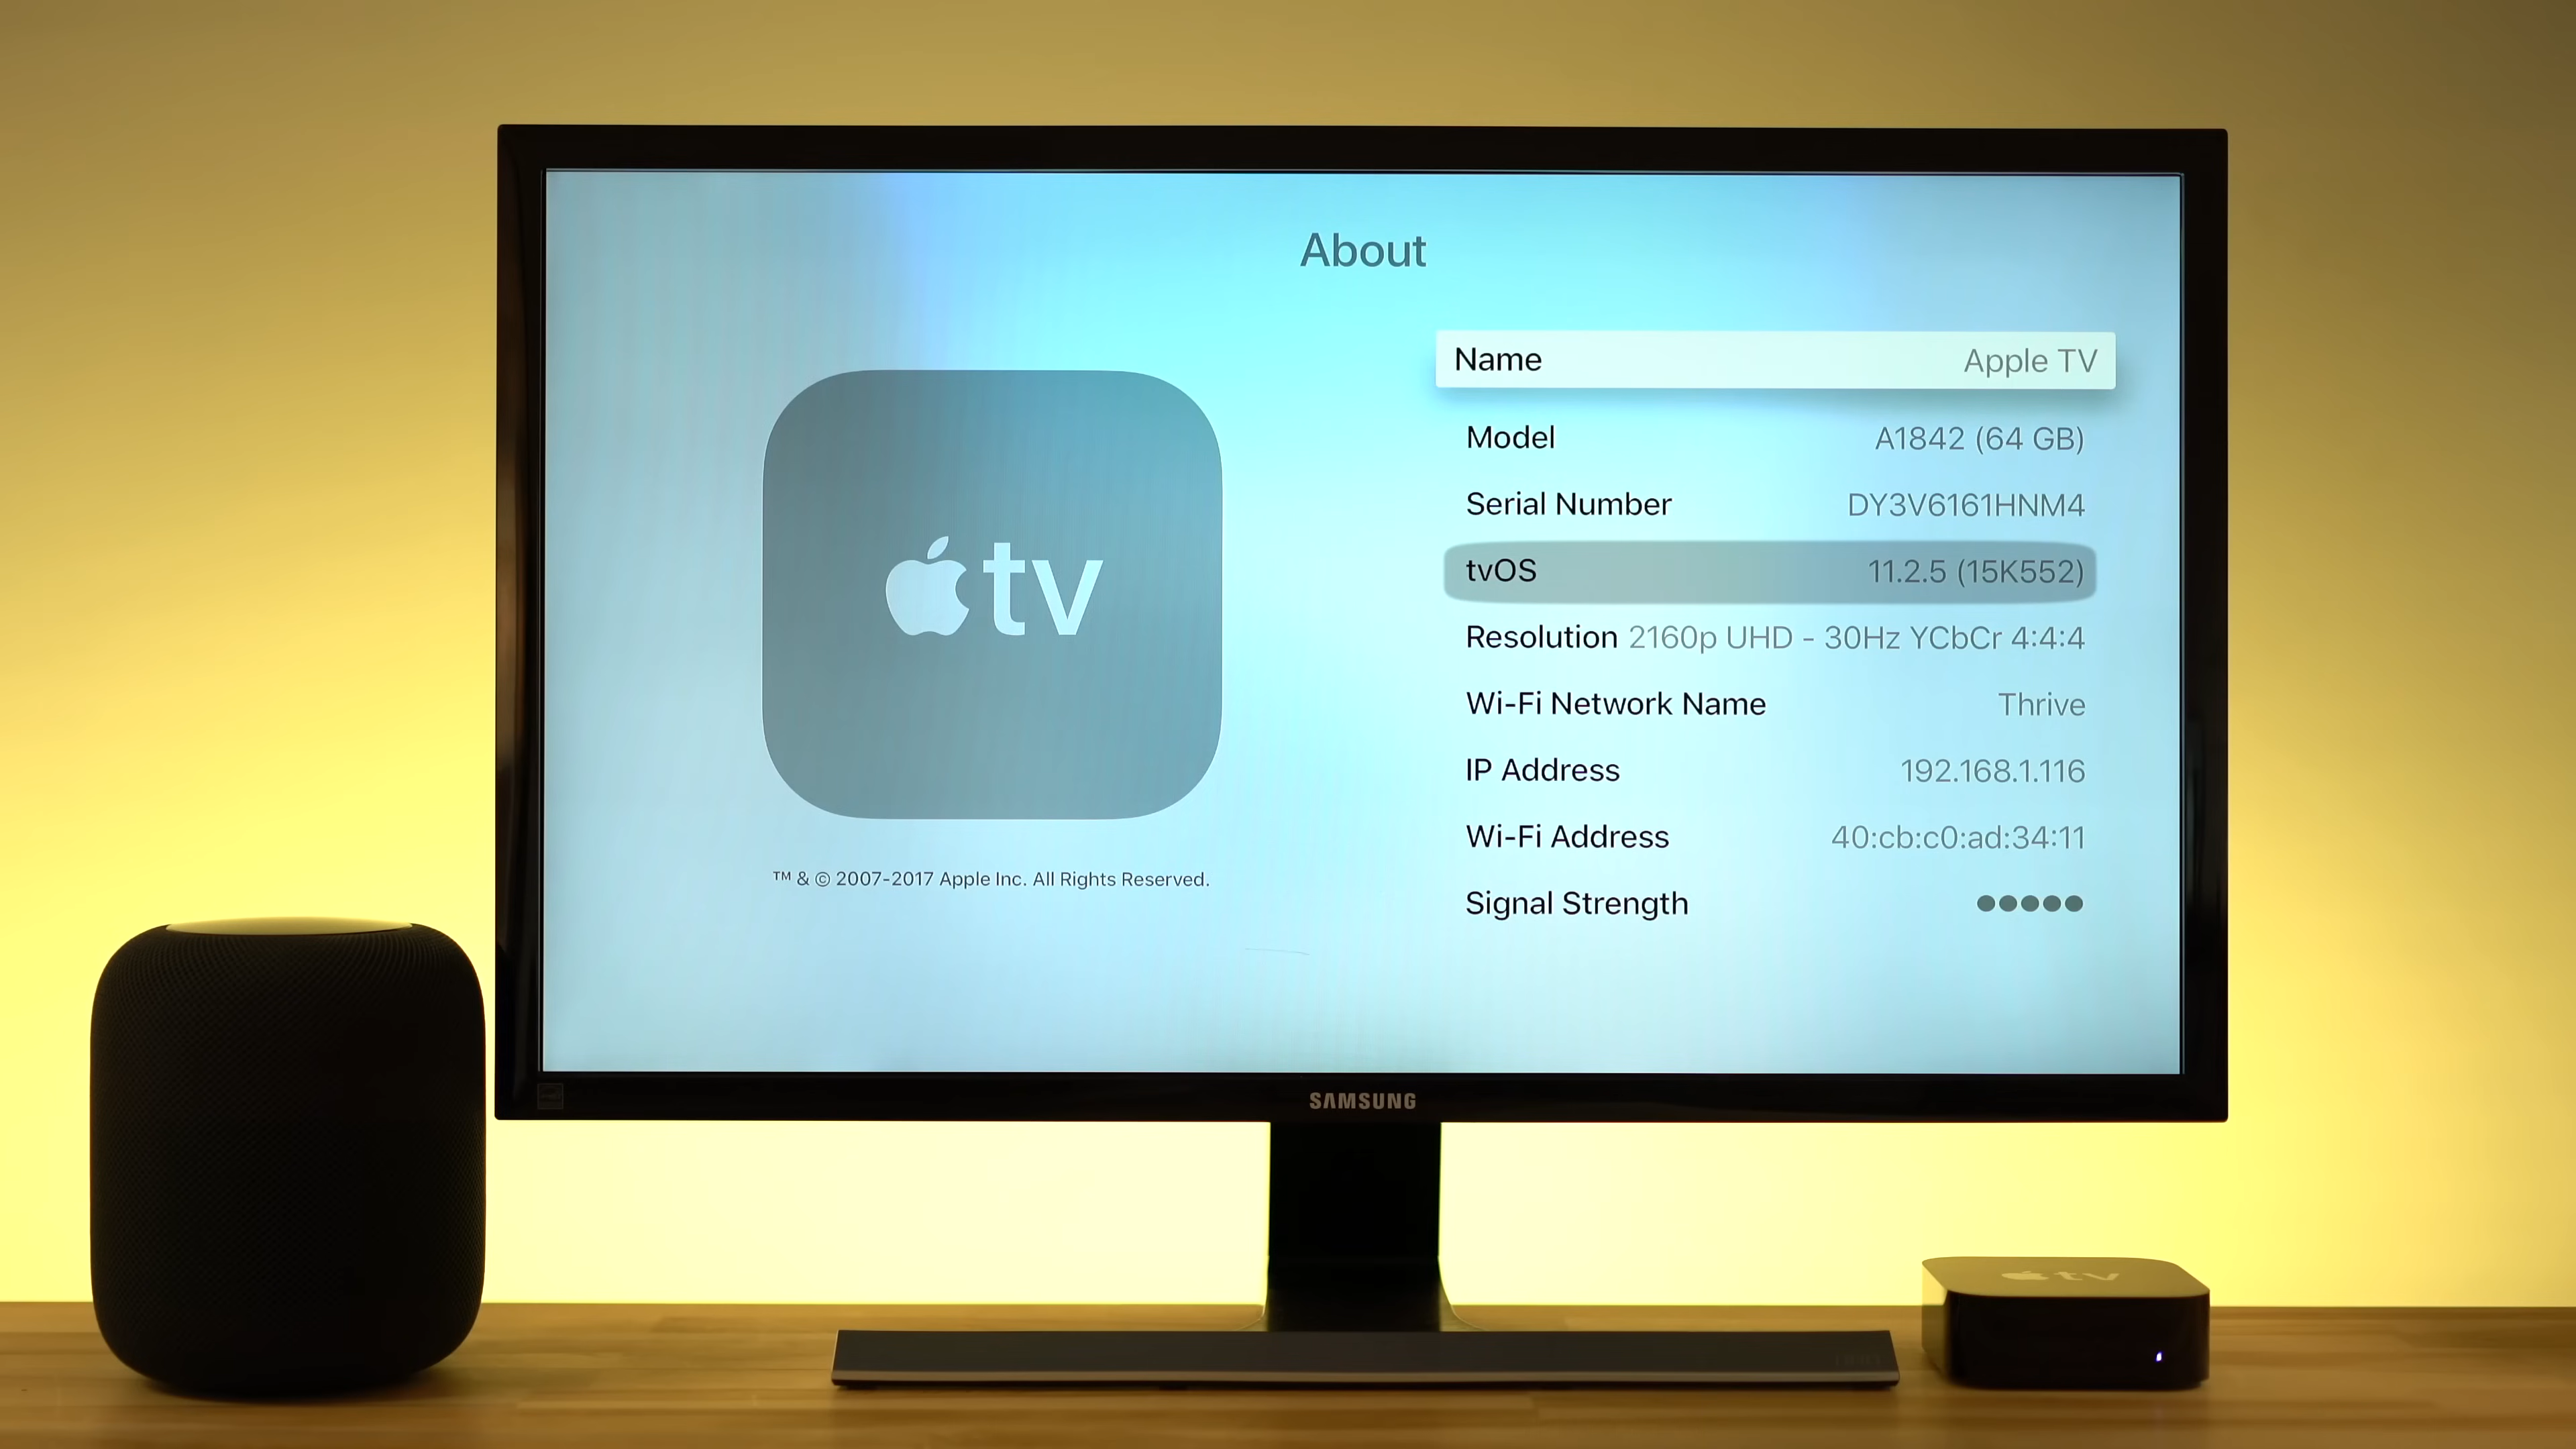 About
Name Apple TV
Model A1842 (64 GB)
Serial Number DY3V6161HNM4
tvOS 11.2.5 (15K552)
Resolution 2160p UHD - 30Hz YCbCr 4:4:4
Wi-Fi Network Name Thrive
IP Address 192.168.1.116
Wi-Fi Address 40:cb:c0:ad:34:11
Signal Strength
tv
™ & © 2007-2017 Apple Inc. All Rights Reserved.
SAMSUNG
tv